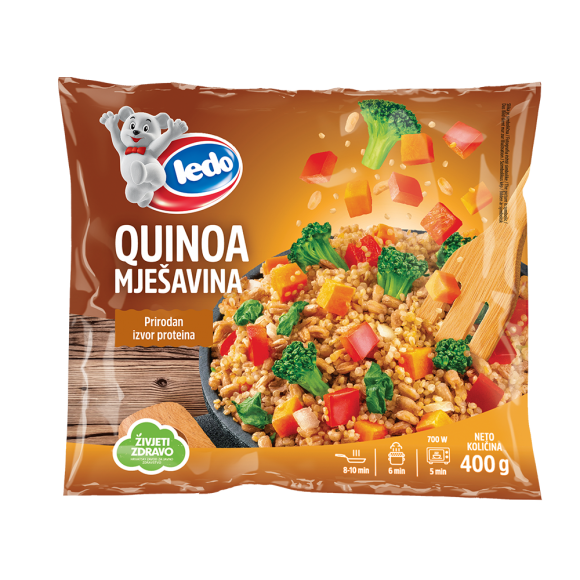 ledo
QUINOA
MJEŠAVINA
Prirodan
izvor proteina
ŽIVJETI
ZDRAVO
8-10 min
6 min
700 W
5 min
NETO
KOLIČINA
400 g